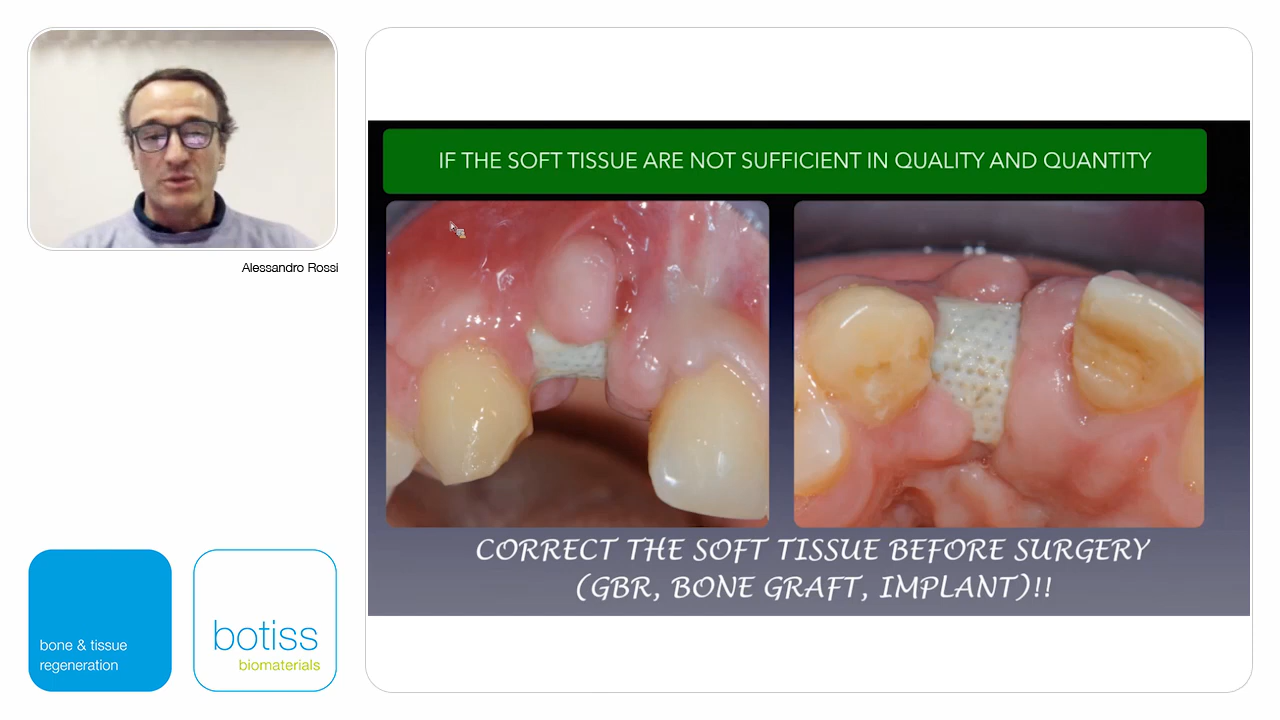 Alessandro Rossi
IF THE SOFT TISSUE ARE NOT SUFFICIENT IN QUALITY AND QUANTITY
CORRECT THE SOFT TISSUE BEFORE SURGERY
(GBR, BONE GRAFT, IMPLANT)!!
bone & tissue
regeneration
botiss
biomaterials